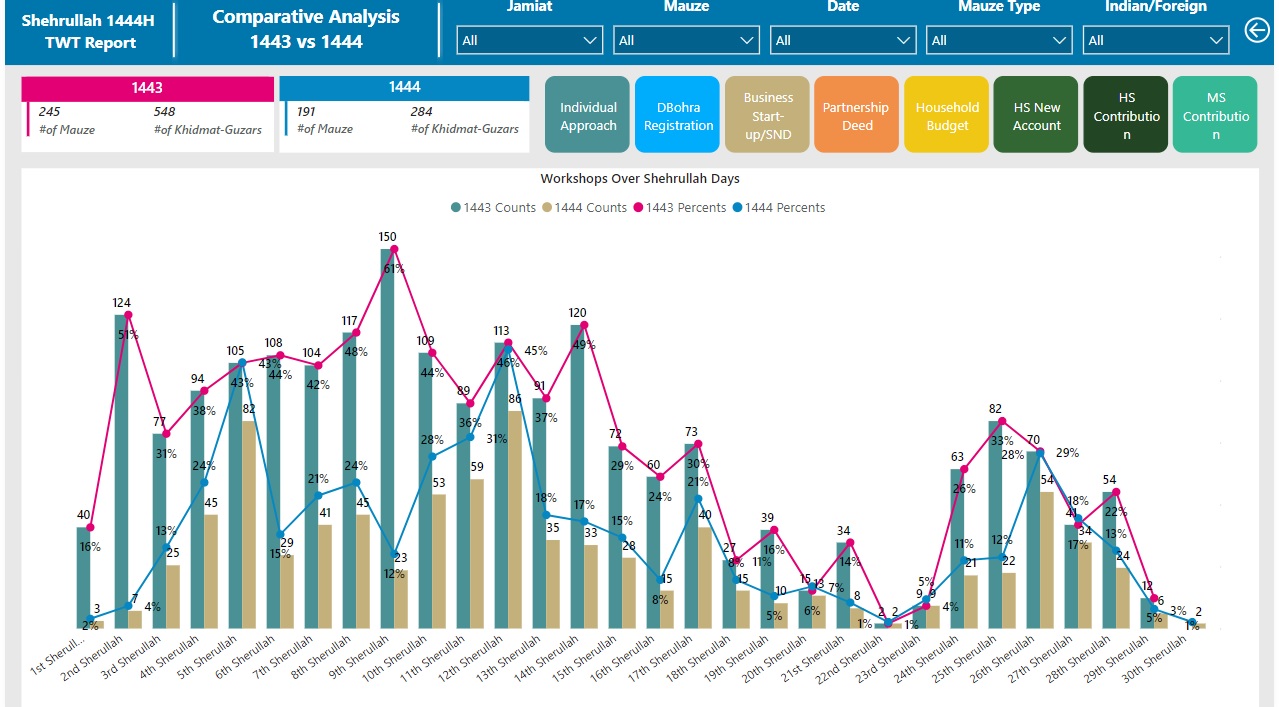 Shehrullah 1444H
TWT Report
Comparative Analysis
1443 vs 1444
Jamiat
Mauze
Date
Mauze Type
Indian/Foreign
All
All
All
All
All
1443
245
548
#of Mauze
#of Khidmat-Guzars
1444
191
284
#of Mauze
#of Khidmat-Guzars
Individual
Approach
DBohra
Registration
Business
Start-
up/SND
Partnership
Deed
Household
Budget
HS New
Account
HS
Contributio
n
MS
Contributio
n
Workshops Over Shehrullah Days
1443 Counts
1444 Counts
1443 Percents
1444 Percents
40
16%
3
2%
124
51%
7
4%
77
31%
13%
25
94
38%
24%
45
105
43%
43%
82
108
44%
29
15%
104
42%
21%
41
117
48%
24%
45
150
61%
23
12%
109
44%
28%
53
89
36%
31%
59
113
46%
45%
86
91
37%
18%
35
120
49%
17%
33
72
29%
15%
28
60
24%
15
8%
73
30%
21%
40
27
11%
15
8%
39
16%
10
5%
15
6%
13
7%
34
14%
8
1%
2
1%
9
4%
9
5%
63
26%
11%
21
82
33%
12%
22
70
28%
29%
54
41
17%
18%
34
54
22%
13%
24
12
5%
6
3%
2
1%
1st Sherull...
2nd Sherullah
3rd Sherullah
4th Sherullah
5th Sherullah
6th Sherullah
7th Sherullah
8th Sherullah
9th Sherullah
10th Sherullah
11th Sherullah
12th Sherullah
13th Sherullah
14th Sherullah
15th Sherullah
16th Sherullah
17th Sherullah
18th Sherullah
19th Sherullah
20th Sherullah
21st Sherullah
22nd Sherullah
23rd Sherullah
24th Sherullah
25th Sherullah
26th Sherullah
27th Sherullah
28th Sherullah
29th Sherullah
30th Sherullah